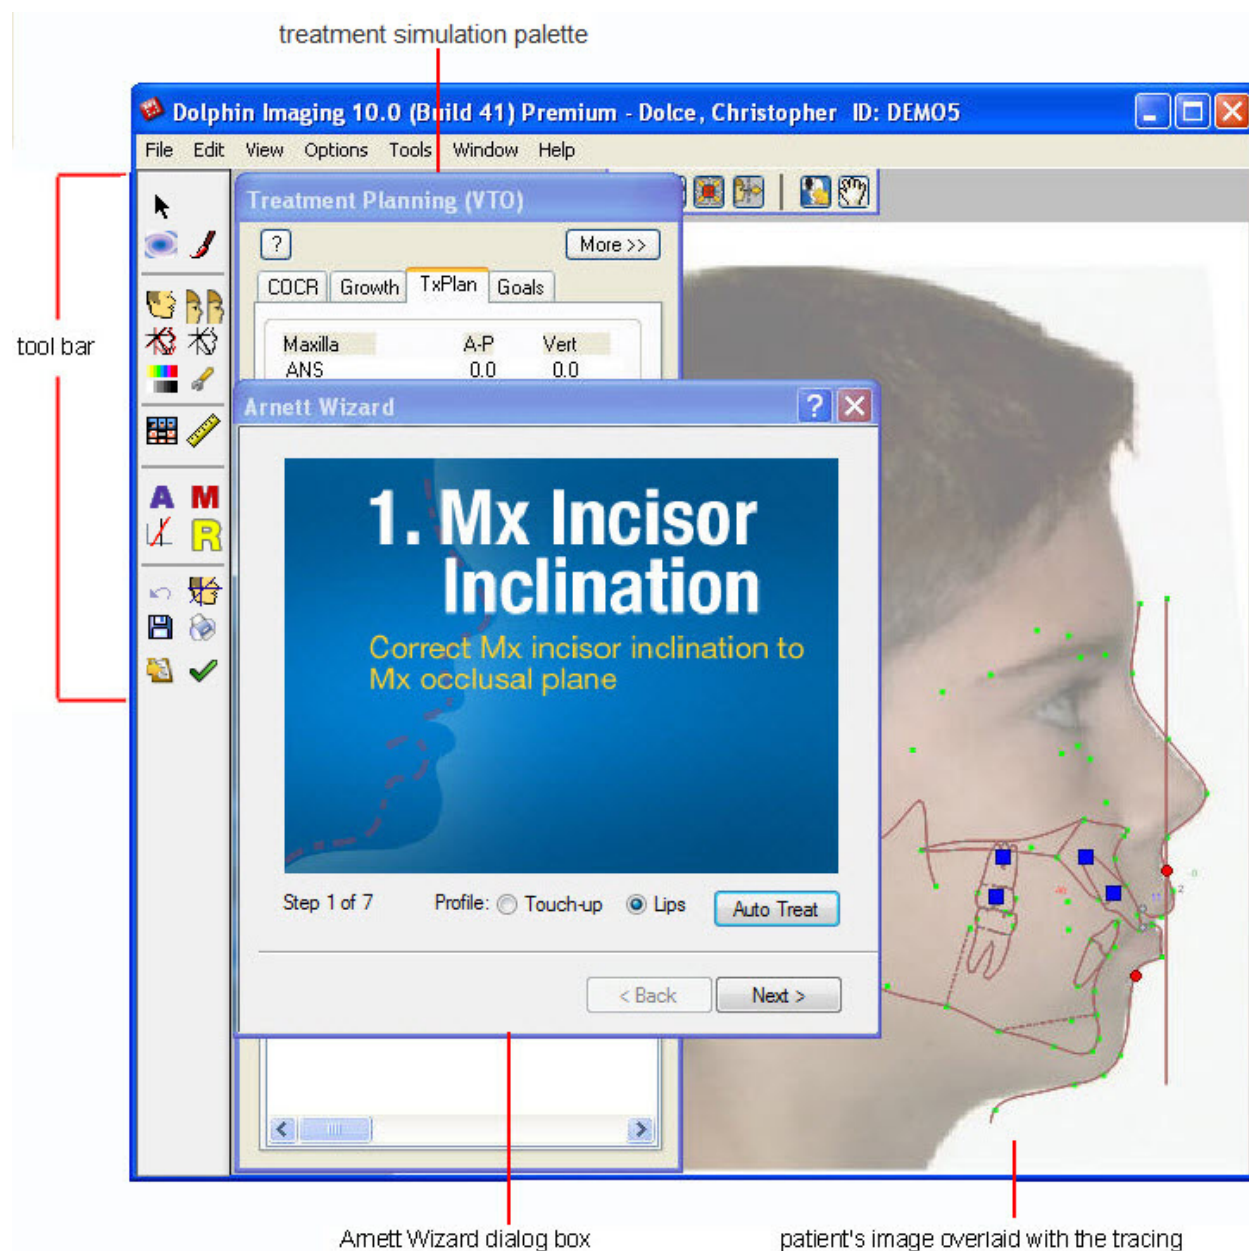 treatment simulation palette
Dolphin Imaging 10.0 (Build 41) Premium - Dolce, Christopher ID: DEMO5
File Edit View Options Tools Window Help
Treatment Planning (VTO)
? More >>
COCR Growth TxPlan Goals
tool bar
Maxilla A-P Vert
ANS 0.0 0.0
Arnett Wizard ?
A M
R
1. Mx Incisor
Inclination
Correct Mx incisor inclination to
Mx occlusal plane
Step 1 of 7 Profile: Touch-up Lips Auto Treat
< Back Next >
Arnett Wizard dialog box patient's image overlaid with the tracing